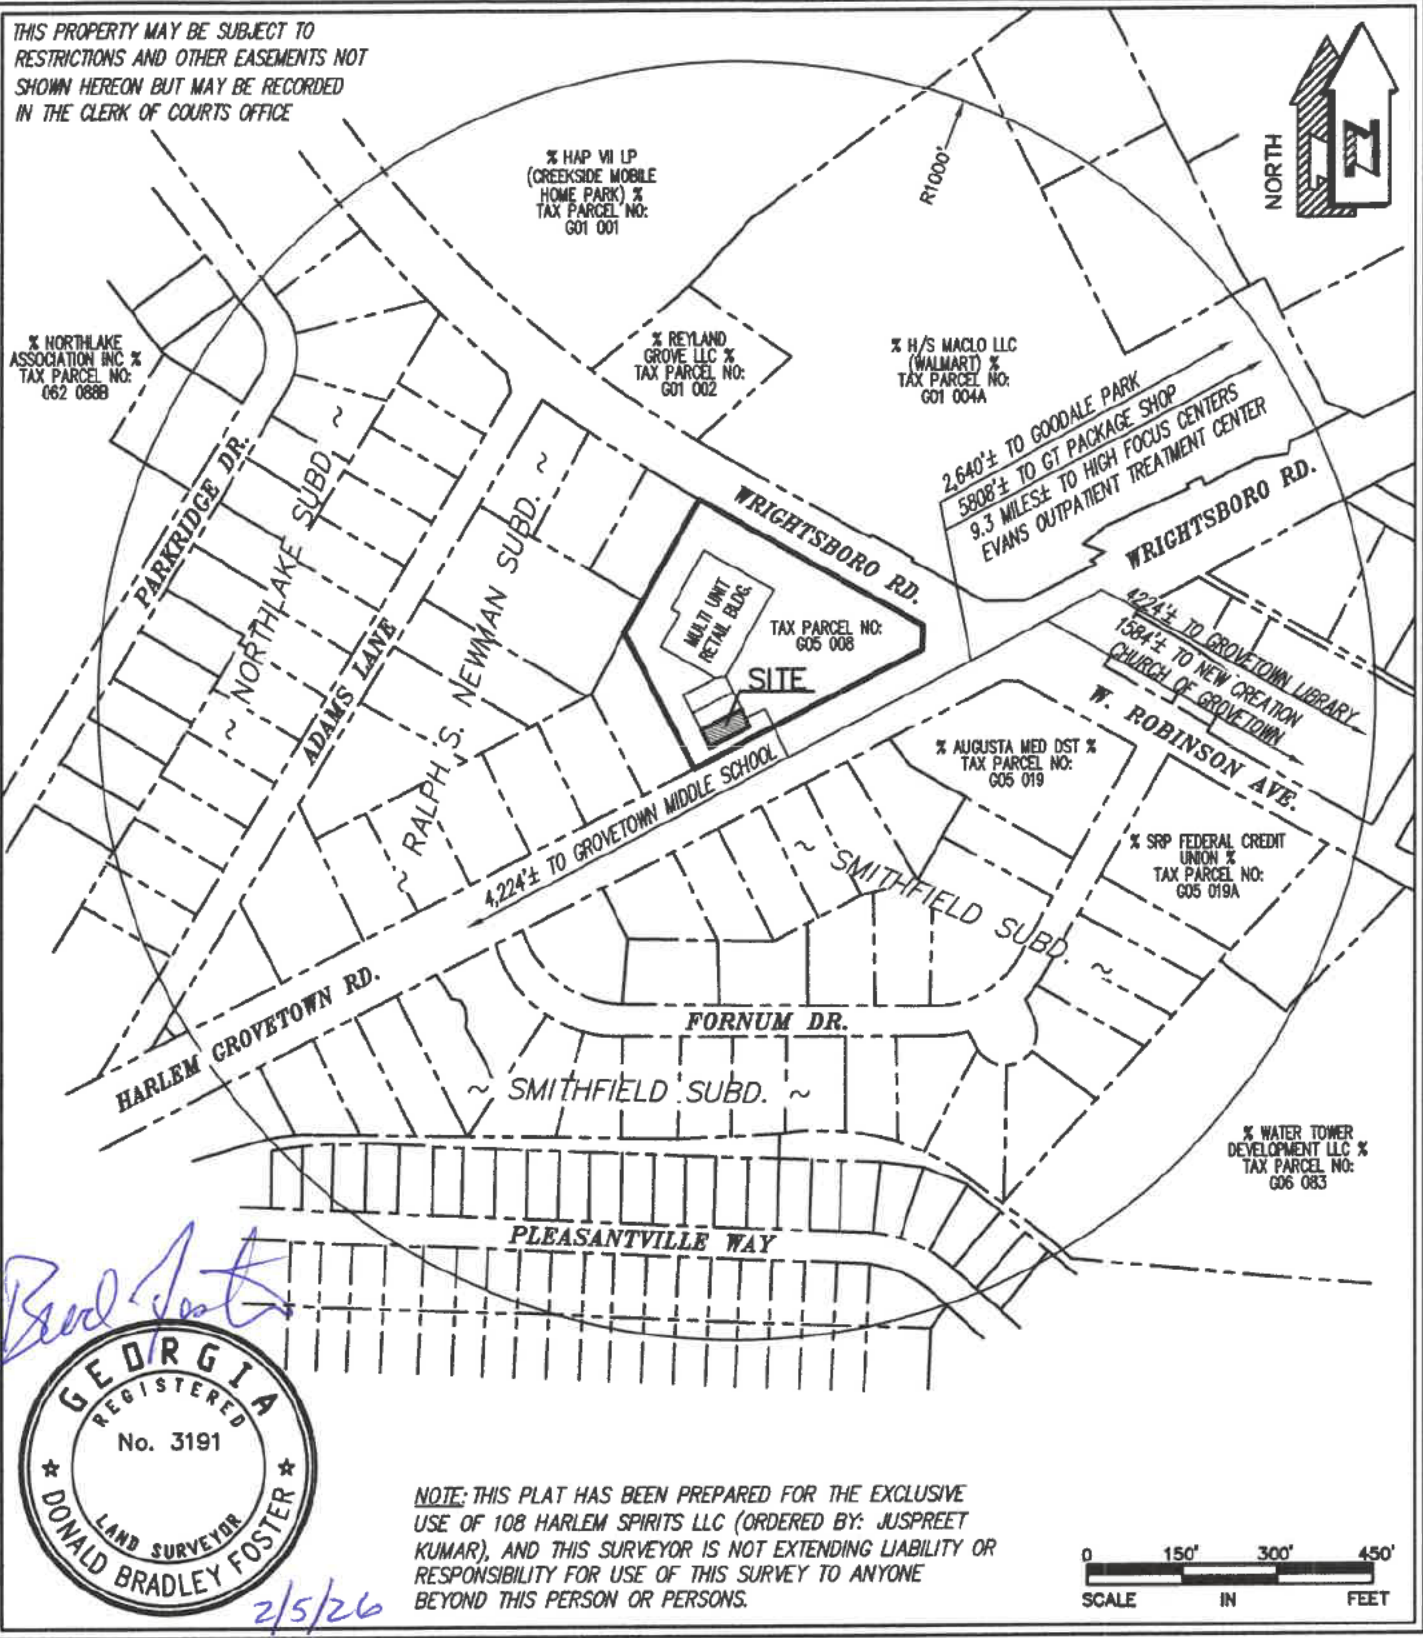 THIS PROPERTY MAY BE SUBJECT TO
RESTRICTIONS AND OTHER EASEMENTS NOT
SHOWN HEREON BUT MAY BE RECORDED
IN THE CLERK OF COURTS OFFICE
% HAP VII LP
(CREEKSIDE MOBILE
HOME PARK) %
TAX PARCEL NO:
G01 001
R1000'
NORTH
% NORTHLAKE
ASSOCIATION INC %
TAX PARCEL NO:
062 088B
% REYLAND
GROVE LLC %
TAX PARCEL NO:
G01 002
% H/S MACLO LLC
(WALMART) %
TAX PARCEL NO:
G01 004A
2,640'± TO GOODALE PARK
5808'± TO GT PACKAGE SHOP
9.3 MILES± TO HIGH FOCUS CENTERS
EVANS OUTPATIENT TREATMENT CENTER
WRIGHTSBORO RD.
WRIGHTSBORO RD.
PARKRIDGE DR.
~ NORTHLAKE SUBD. ~
ADAMS LANE
~ RALPH S. NEWMAN SUBD. ~
MULTI UNIT
RETAIL BLDG.
TAX PARCEL NO:
G05 008
SITE
4224'± TO GROVETOWN LIBRARY
1584'± TO NEW CREATION
CHURCH OF GROVETOWN
W. ROBINSON AVE.
% AUGUSTA MED DST %
TAX PARCEL NO:
G05 019
4,224'± TO GROVETOWN MIDDLE SCHOOL
~ SMITHFIELD SUBD. ~
% SRP FEDERAL CREDIT
UNION %
TAX PARCEL NO:
G05 019A
HARLEM GROVETOWN RD.
FORNUM DR.
~ SMITHFIELD SUBD. ~
% WATER TOWER
DEVELOPMENT LLC %
TAX PARCEL NO:
G06 083
PLEASANTVILLE WAY
GEORGIA
REGISTERED
No. 3191
LAND SURVEYOR
DONALD BRADLEY FOSTER
2/5/26
NOTE: THIS PLAT HAS BEEN PREPARED FOR THE EXCLUSIVE
USE OF 108 HARLEM SPIRITS LLC (ORDERED BY: JUSPREET
KUMAR), AND THIS SURVEYOR IS NOT EXTENDING LIABILITY OR
RESPONSIBILITY FOR USE OF THIS SURVEY TO ANYONE
BEYOND THIS PERSON OR PERSONS.
0 150' 300' 450'
SCALE IN FEET